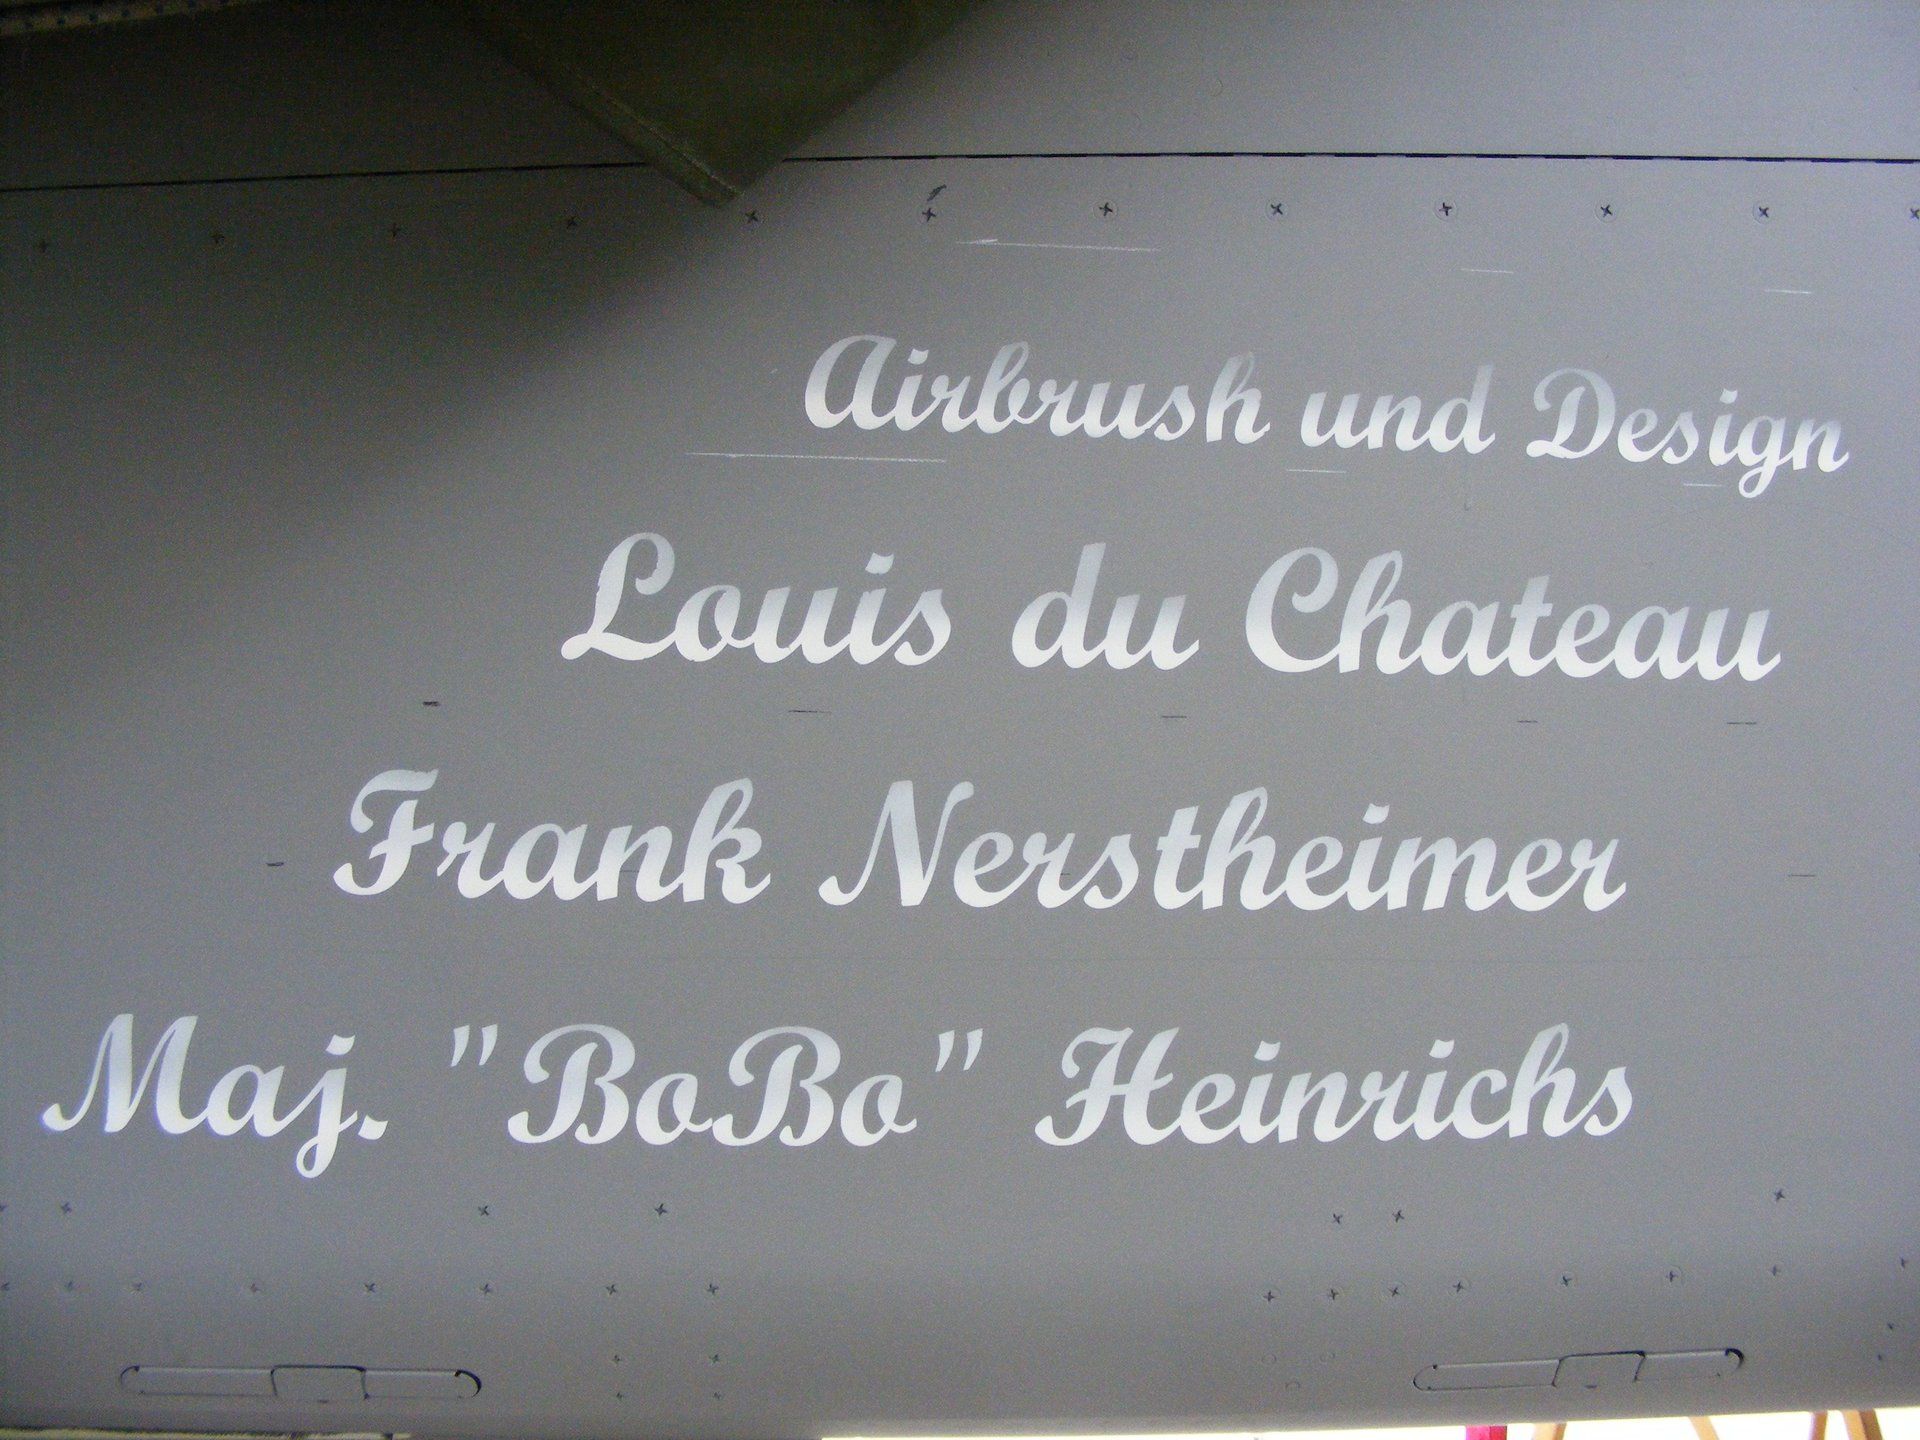 Airbrush und Design
Louis du Chateau
Frank Nerstheimer
Maj. "BoBo" Heinrichs